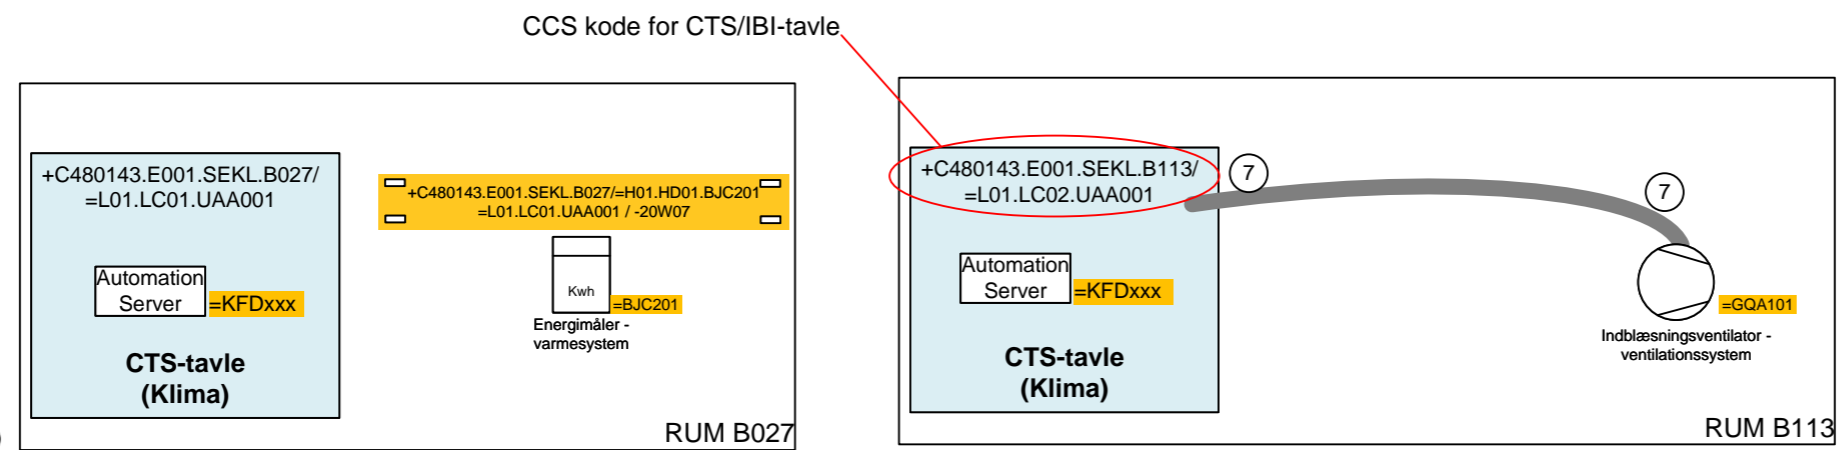 CCS kode for CTS/IBI-tavle
+C480143.E001.SEKL.B027/
=L01.LC01.UAA001
Automation
Server
=KFDxxx
CTS-tavle
(Klima)
+C480143.E001.SEKL.B027/=H01.HD01.BJC201
=L01.LC01.UAA001 / -20W07
Kwh
=BJC201
Energimåler -
varmesystem
RUM B027
+C480143.E001.SEKL.B113/
=L01.LC02.UAA001
7
7
Automation
Server
=KFDxxx
CTS-tavle
(Klima)
=GQA101
Indblæsningsventilator -
ventilationssystem
RUM B113